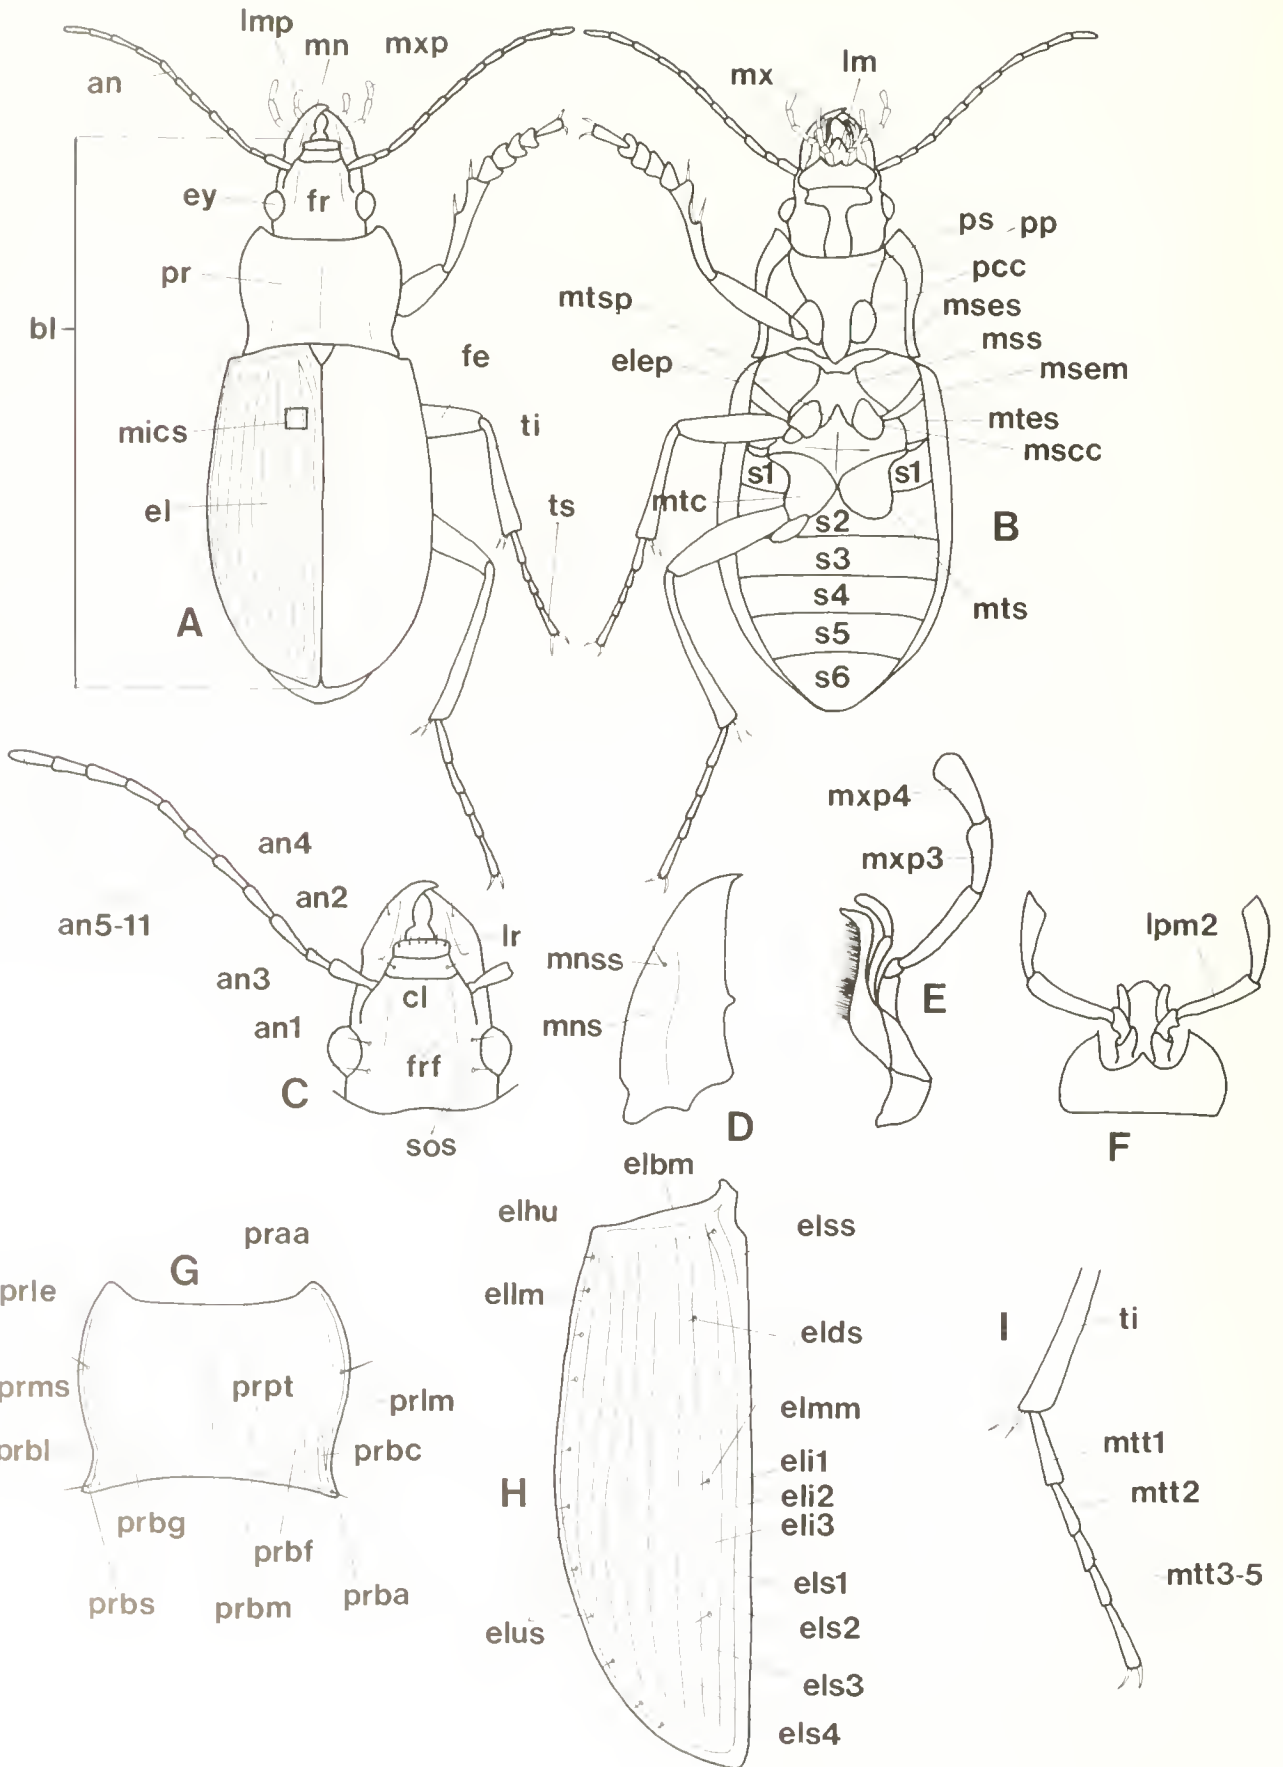 lmp
mn
mxp
an
ey
fr
pr
bl
fe
mics
ti
el
ts
A
mx
lm
ps
pp
pcc
mtsp
mses
mss
elep
msem
mtes
mscc
s1
s1
mtc
s2
B
s3
s4
mts
s5
s6
an4
an2
an5-11
lr
an3
cl
an1
frf
C
sos
mnss
mns
D
mxp4
mxp3
E
lpm2
F
praa
G
prle
prms
prpt
prlm
prbl
prbc
prbg
prbf
prbs
prbm
prba
elbm
elhu
elss
ellm
elds
elmm
eli1
H
eli2
eli3
els1
elus
els2
els3
els4
I
ti
mtt1
mtt2
mtt3-5